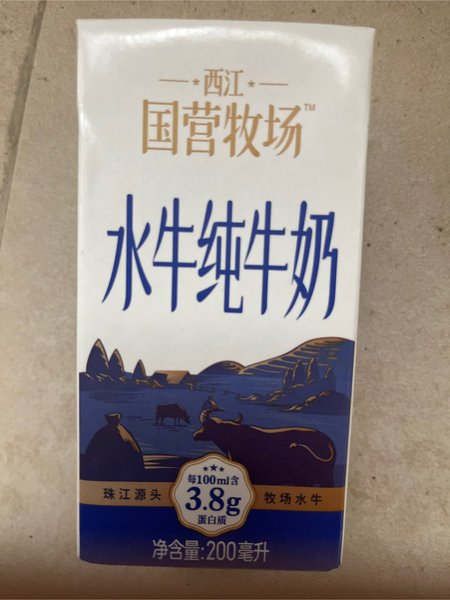 西江
国营牧场™
水牛纯牛奶
每100ml含
3.8g
蛋白质
珠江源头
牧场水牛
净含量:200毫升